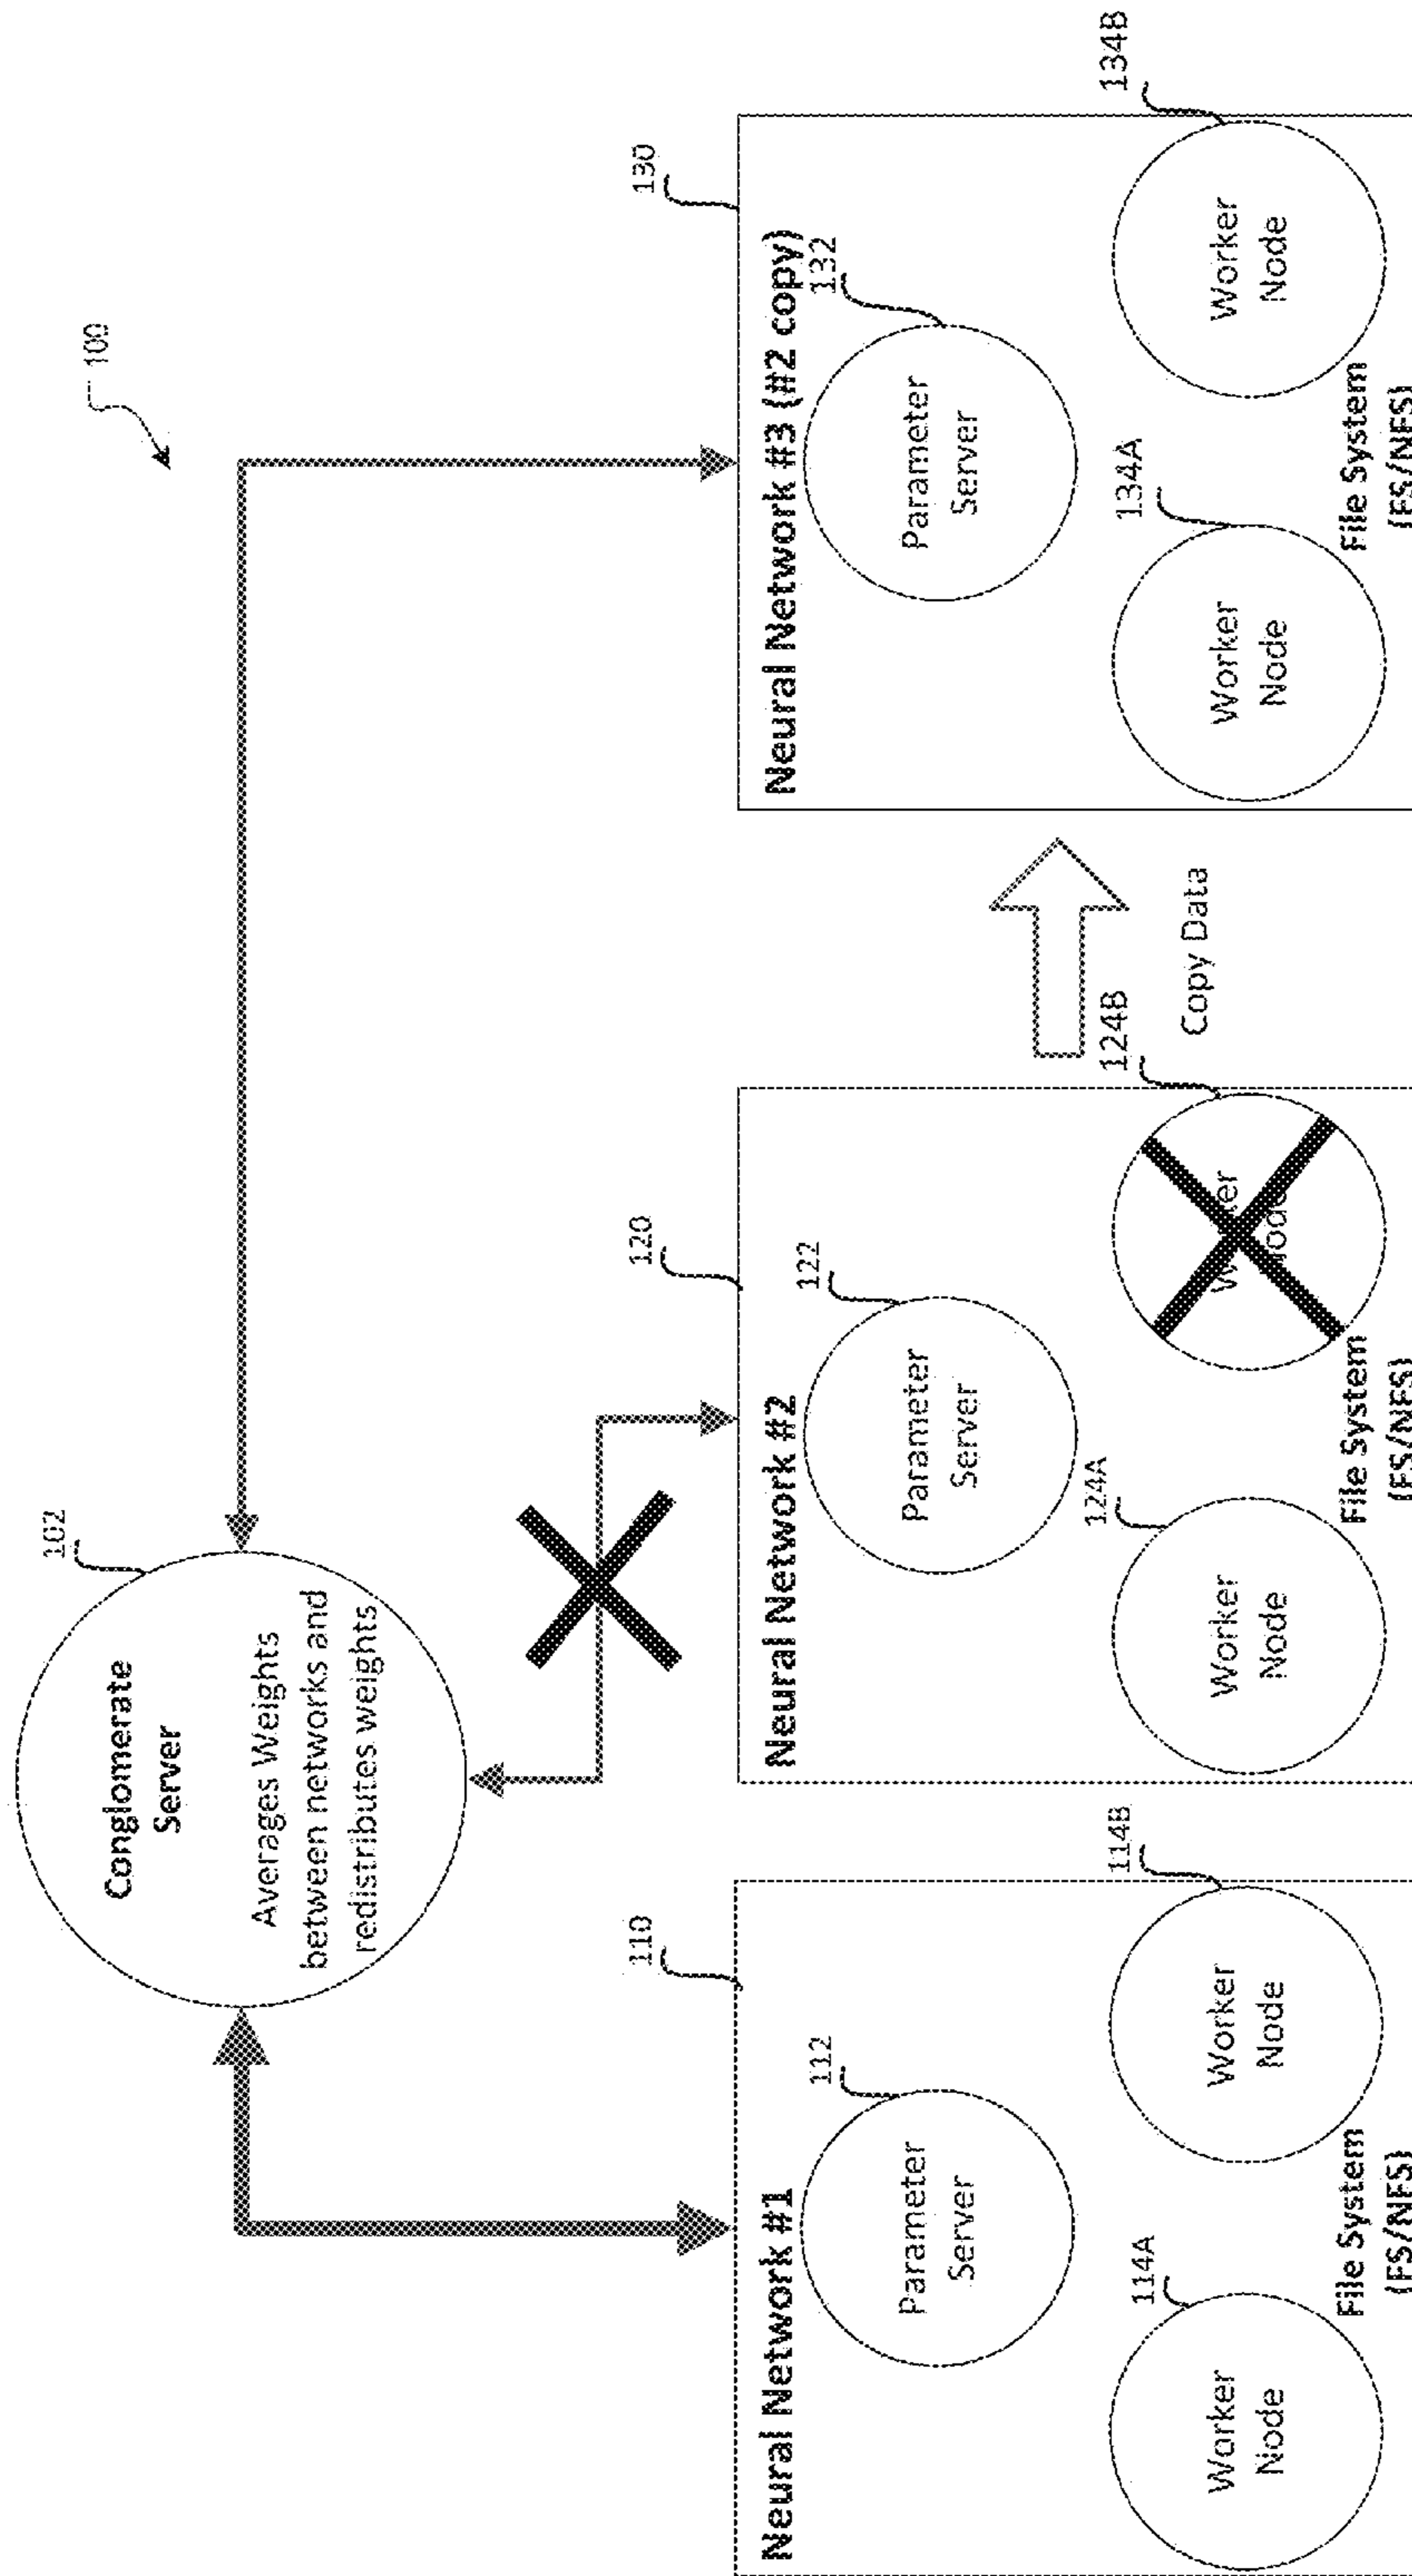 100
102
Conglomerate
Server
Averages Weights
between networks and
redistributes weights
110
Neural Network #1
112
Parameter
Server
114A
114B
Worker
Node
Worker
Node
File System
(FS/NFS)
120
Neural Network #2
122
Parameter
Server
124A
124B
Worker
Node
Worker
Node
File System
(FS/NFS)
Copy Data
130
Neural Network #3 (#2 copy)
132
Parameter
Server
134A
134B
Worker
Node
Worker
Node
File System
(FS/NFS)